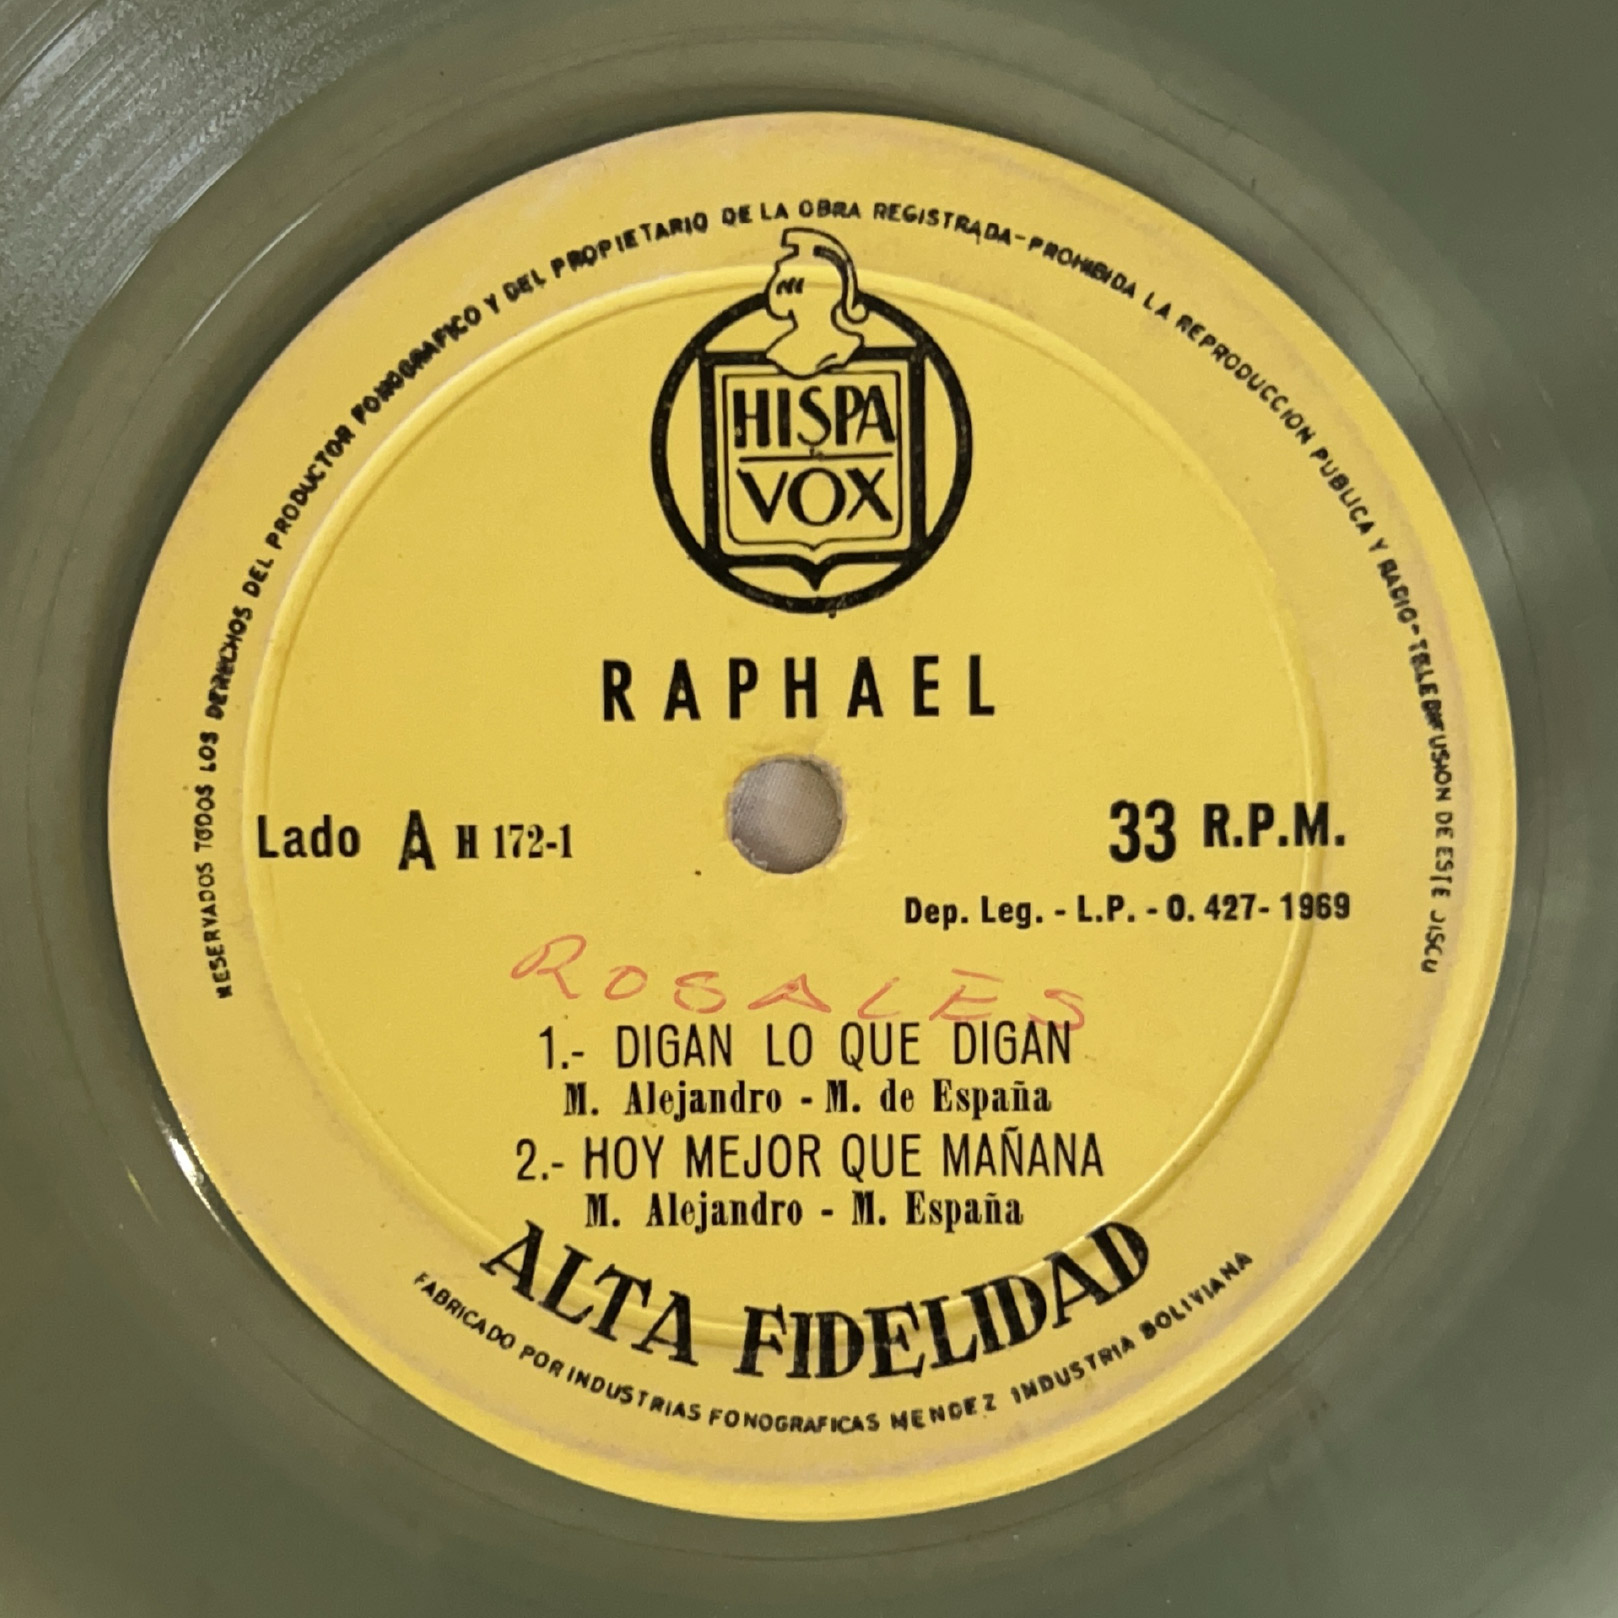 RESERVADOS TODOS LOS DERECHOS DEL PRODUCTOR FONOGRAFICO Y DEL PROPIETARIO DE LA OBRA REGISTRADA-PROHIBIDA LA REPRODUCCION PUBLICA Y RADIO-TELEDIFUSION DE ESTE DISCO
HISPA
VOX
RAPHAEL
Lado A H 172-1
33 R.P.M.
Dep. Leg. - L.P. - 0. 427- 1969
ROSALES
1.- DIGAN LO QUE DIGAN
M. Alejandro - M. de España
2.- HOY MEJOR QUE MAÑANA
M. Alejandro - M. España
ALTA FIDELIDAD
FABRICADO POR INDUSTRIAS FONOGRAFICAS MENDEZ INDUSTRIA BOLIVIANA